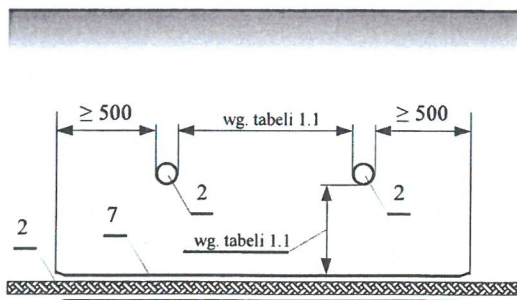 ≥ 500 wg. tabeli 1.1 ≥ 500
2 2
7
2
wg. tabeli 1.1